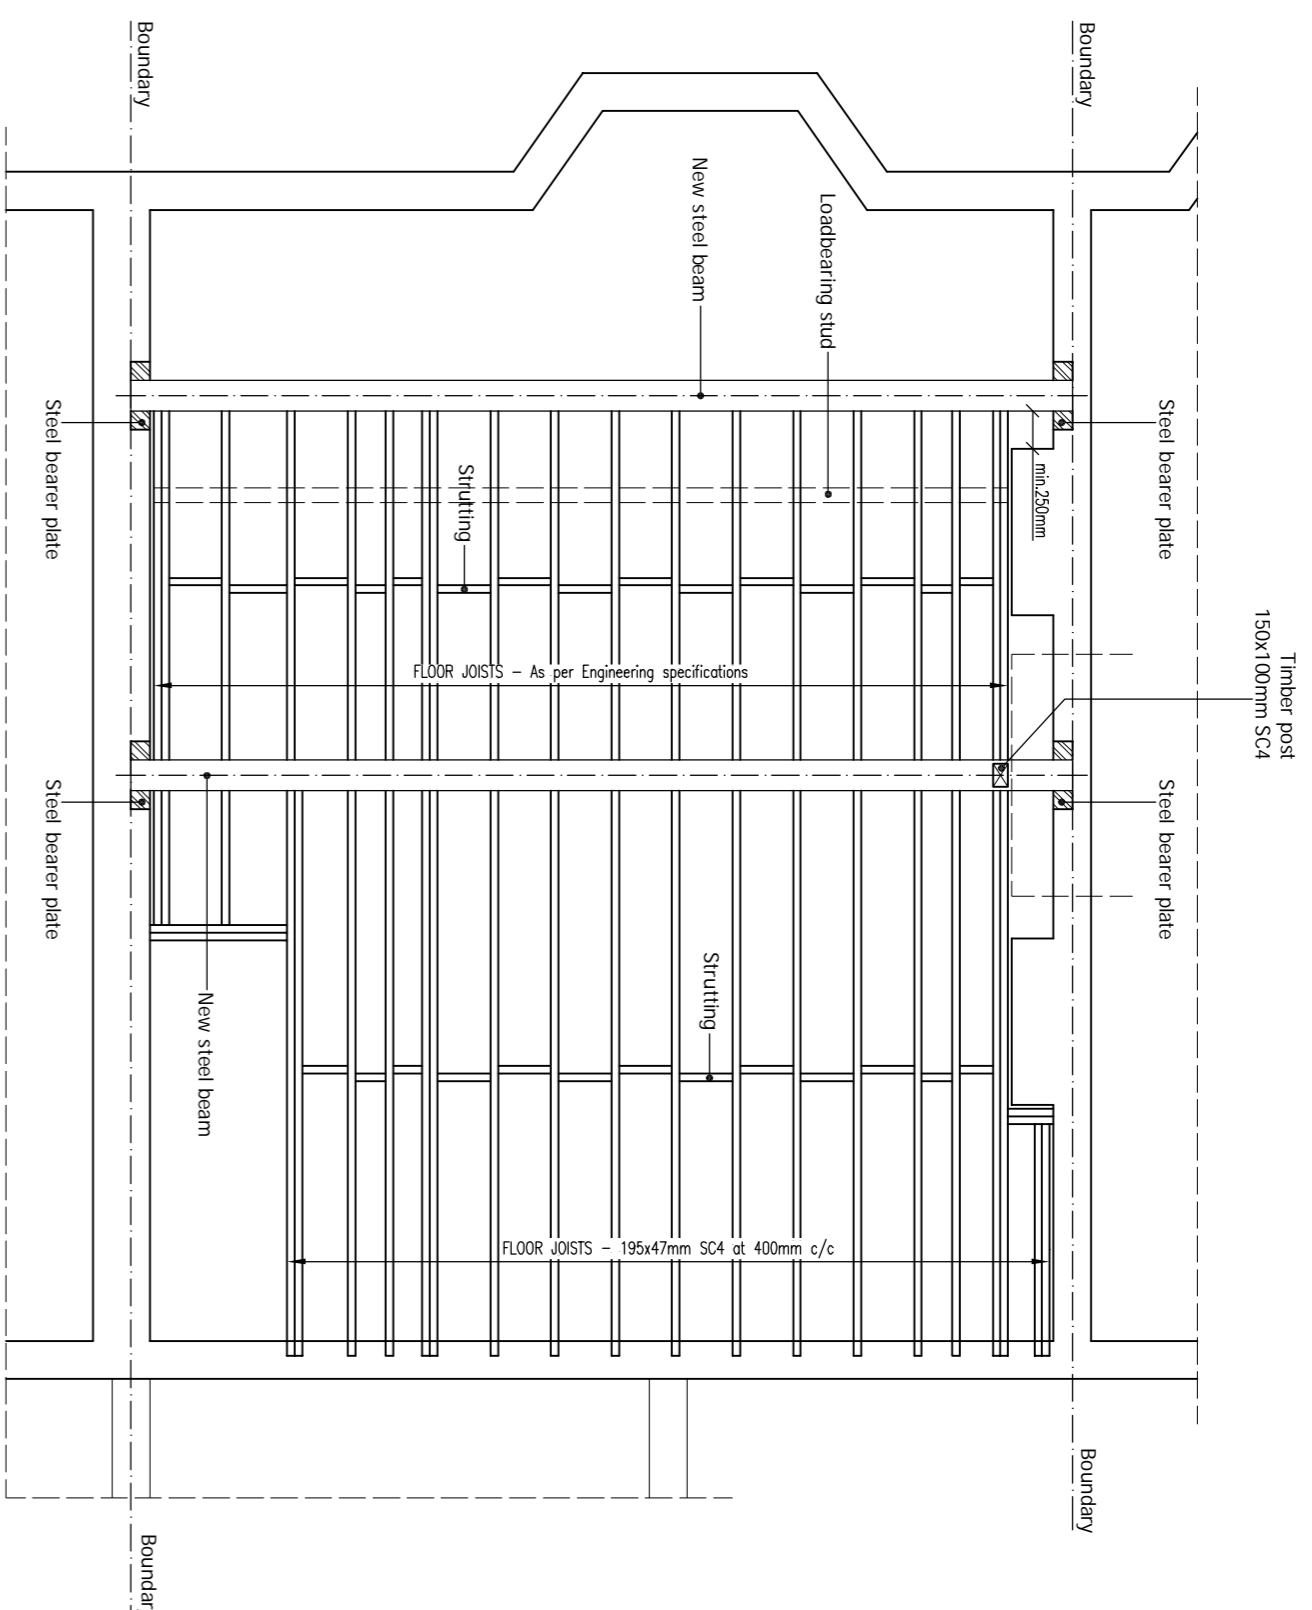 Boundary
Boundary
New steel beam
Loadbearing stud
Steel bearer plate
Steel bearer plate
Strutting
min.250mm
Timber post
150x100mm SC4
FLOOR JOISTS - As per Engineering specifications
Steel bearer plate
Steel bearer plate
Strutting
New steel beam
FLOOR JOISTS - 195x47mm SC4 at 400mm c/c
Boundary
Boundar